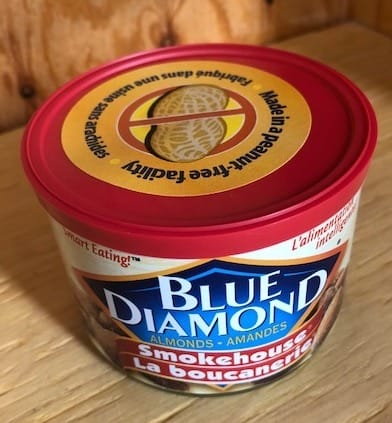 Made in a peanut-free facility
Fabriqué dans une usine sans arachides
Smart Eating!™
L'alimentation
intelligente
BLUE
DIAMOND
ALMONDS - AMANDES
Smokehouse®
La boucanerie